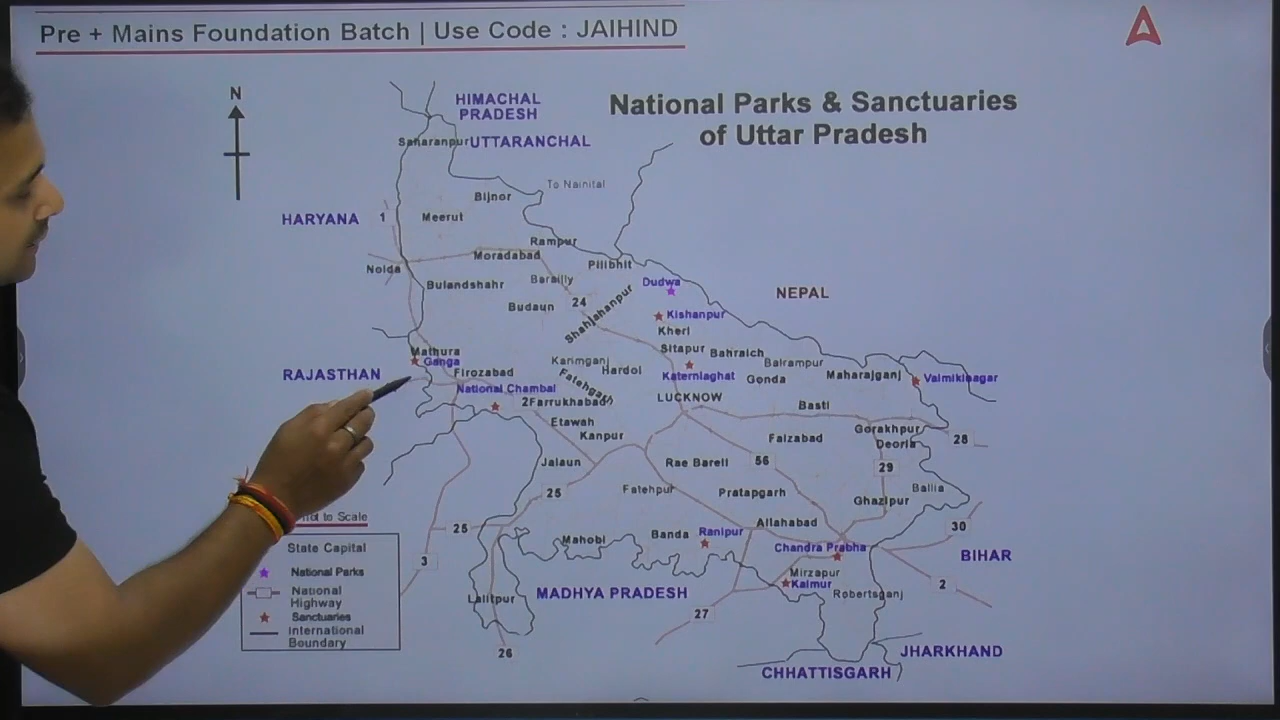 Pre + Mains Foundation Batch | Use Code : JAIHIND
National Parks & Sanctuaries
of Uttar Pradesh
N
HIMACHAL
PRADESH
Saharanpur
UTTARANCHAL
To Nainital
Bijnor
HARYANA
1
Meerut
Rampur
Moradabad
Pilibhit
Noida
Bareilly
Dudwa
Bulandshahr
NEPAL
24
Budaun
Shahjahanpur
Kishanpur
Kheri
Mathura
Sitapur
Bahraich
Ganga
Karimganj
Balrampur
RAJASTHAN
Firozabad
Hardoi
Katerniaghat
Gonda
Maharajganj
Valmikinagar
National Chambal
Fatehgarh
2
Farrukhabad
LUCKNOW
Basti
Etawah
Gorakhpur
Kanpur
Faizabad
Deoria
28
Jalaun
Rae Bareli
56
29
25
Fatehpur
Pratapgarh
Ballia
Ghazipur
not to Scale
25
Allahabad
30
Mahobi
Banda
Ranipur
State Capital
Chandra Prabha
BIHAR
3
National Parks
Mirzapur
Kaimur
2
National
Highway
Lalitpur
MADHYA PRADESH
Robertsganj
Sanctuaries
27
International
Boundary
26
JHARKHAND
CHHATTISGARH